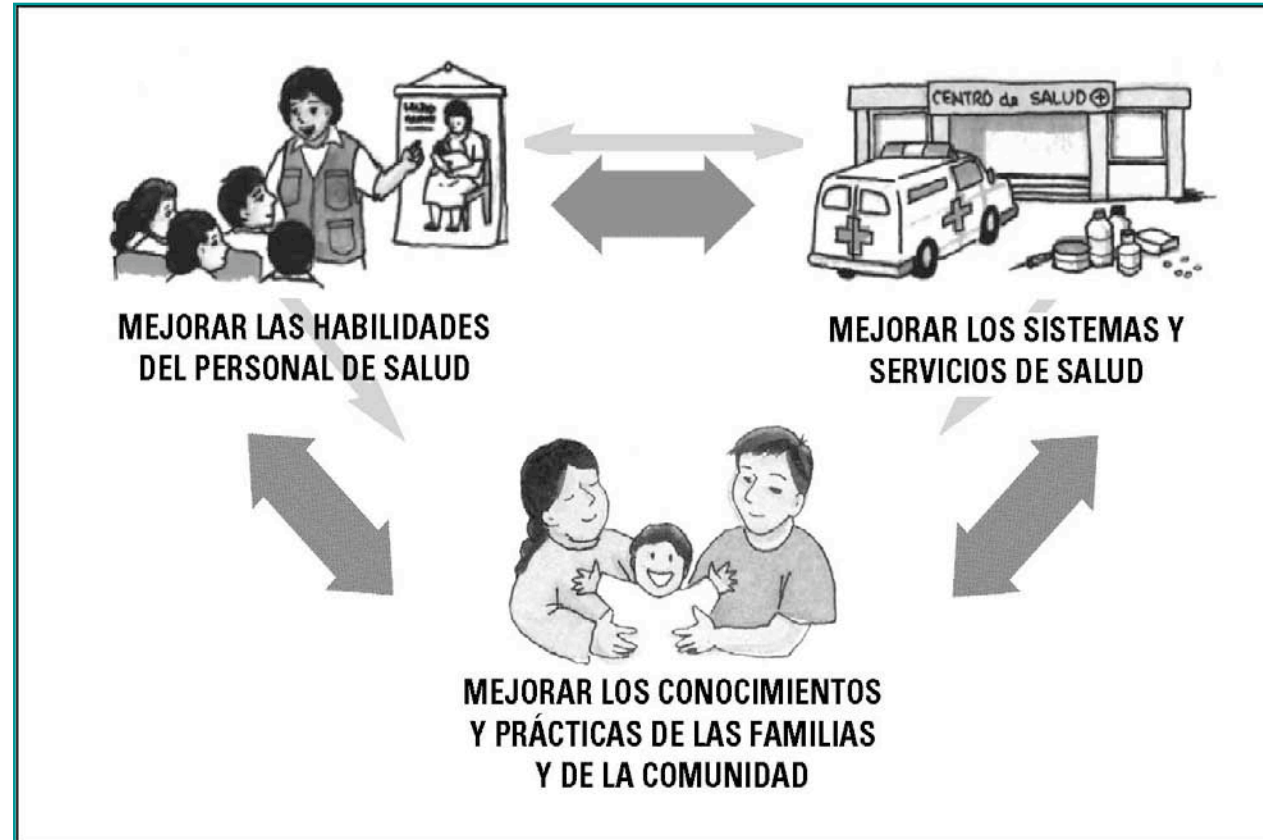 CENTRO de SALUD
MEJORAR LAS HABILIDADES
DEL PERSONAL DE SALUD
MEJORAR LOS SISTEMAS Y
SERVICIOS DE SALUD
MEJORAR LOS CONOCIMIENTOS
Y PRÁCTICAS DE LAS FAMILIAS
Y DE LA COMUNIDAD